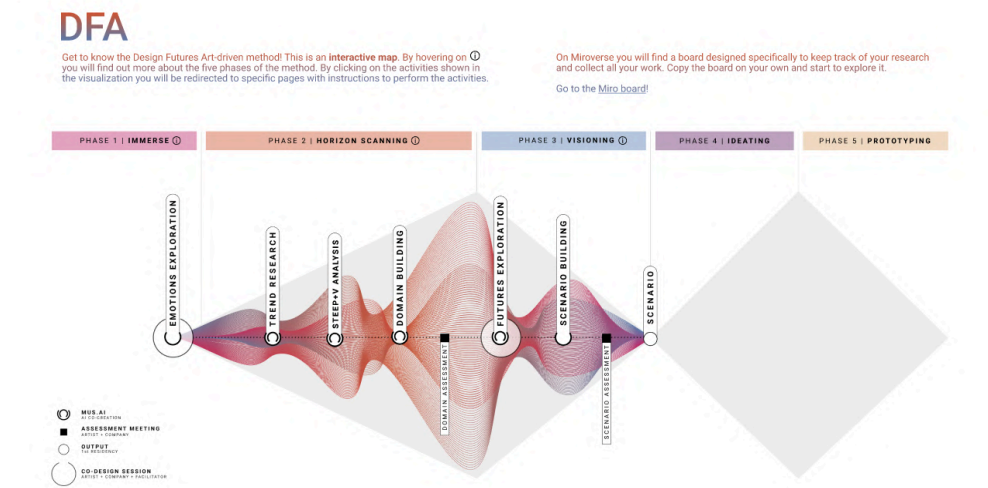 DFA
Get to know the Design Futures Art-driven method! This is an interactive map. By hovering on ⓘ
you will find out more about the five phases of the method. By clicking on the activities shown in
the visualization you will be redirected to specific pages with instructions to perform the activities.
On Miroverse you will find a board designed specifically to keep track of your research
and collect all your work. Copy the board on your own and start to explore it.
Go to the Miro board!
PHASE 1 | IMMERSE ⓘ
PHASE 2 | HORIZON SCANNING ⓘ
PHASE 3 | VISIONING ⓘ
PHASE 4 | IDEATING
PHASE 5 | PROTOTYPING
EMOTIONS EXPLORATION
TREND RESEARCH
STEEP+V ANALYSIS
DOMAIN BUILDING
DOMAIN ASSESSMENT
FUTURES EXPLORATION
SCENARIO BUILDING
SCENARIO ASSESSMENT
SCENARIO
MUS.AI
AI CO-CREATION
ASSESSMENT MEETING
ARTIST + COMPANY
OUTPUT
RESIDENCY
CO-DESIGN SESSION
ARTIST + COMPANY + FACILITATOR